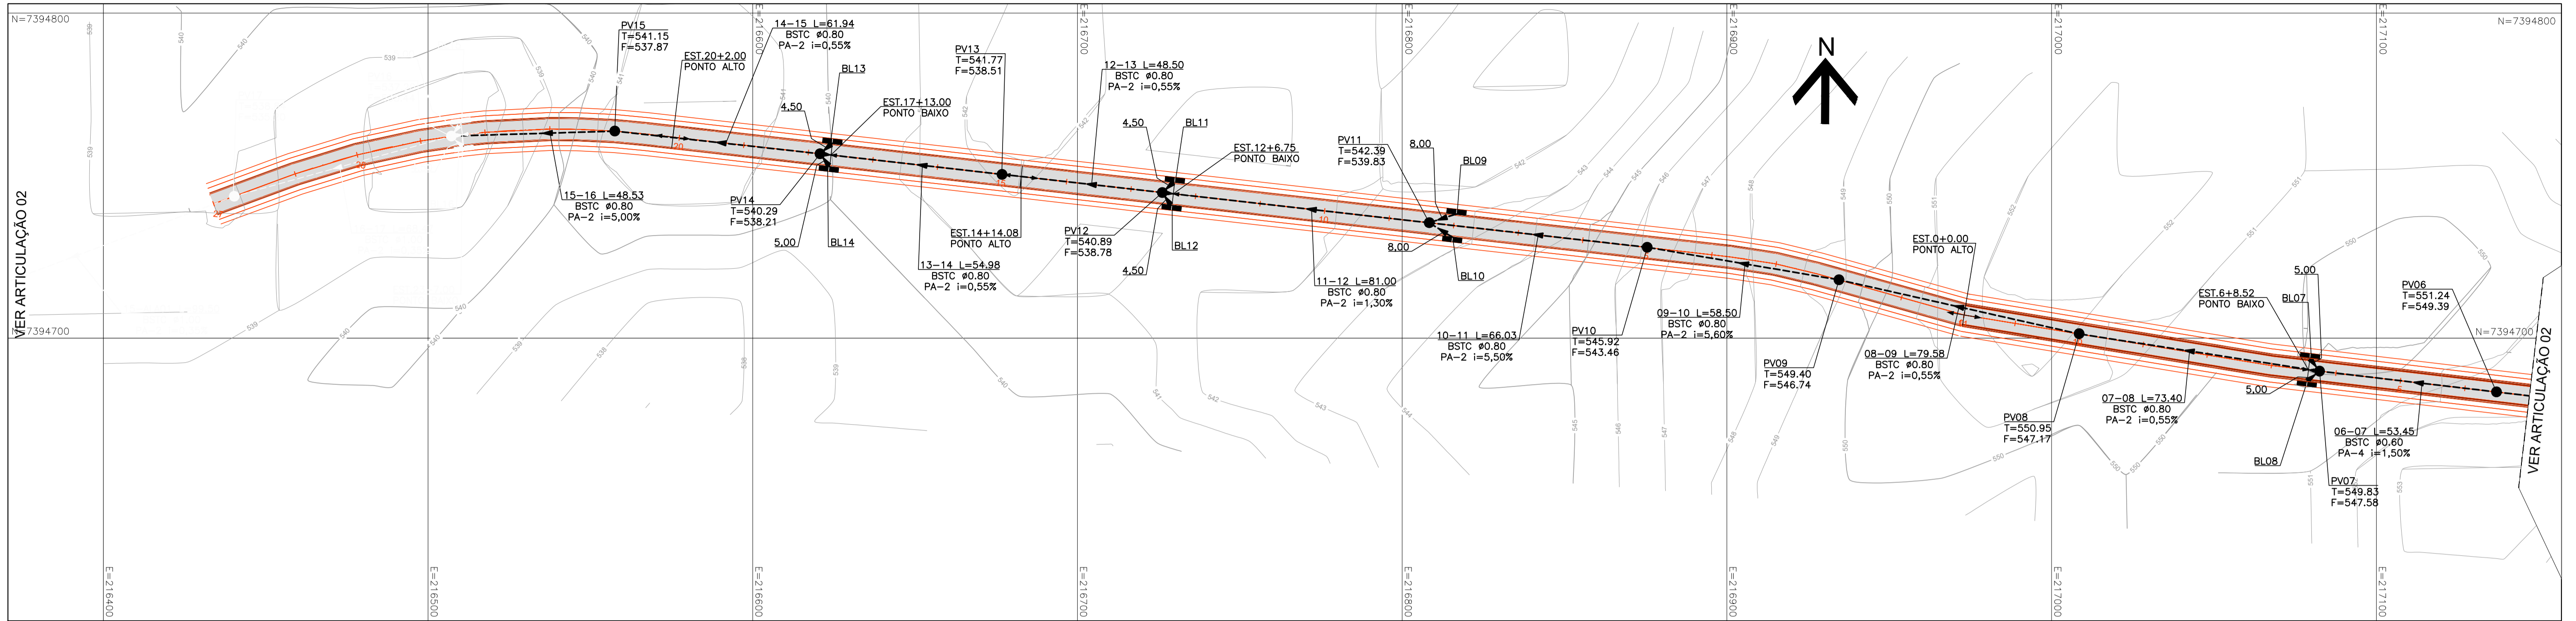 N=7394800
E=216600
E=216700
E=216800
E=216900
E=217000
E=217100
N=7394800
PV15
T=541.15
F=537.87
EST.20+2.00
PONTO ALTO
14-15 L=61.94
BSTC ø0.80
PA-2 i=0,55%
BL13
4,50
EST.17+13.00
PONTO BAIXO
PV13
T=541.77
F=538.51
12-13 L=48.50
BSTC ø0.80
PA-2 i=0,55%
4,50
BL11
EST.12+6.75
PONTO BAIXO
PV11
T=542.39
F=539.83
8,00
BL09
N
15-16 L=48.53
BSTC ø0.80
PA-2 i=5,00%
PV14
T=540.29
F=538.21
5,00
BL14
13-14 L=54.98
BSTC ø0.80
PA-2 i=0,55%
EST.14+14.08
PONTO ALTO
PV12
T=540.89
F=538.78
4,50
BL12
11-12 L=81.00
BSTC ø0.80
PA-2 i=1,30%
8,00
BL10
10-11 L=66.03
BSTC ø0.80
PA-2 i=5,50%
PV10
T=545.92
F=543.46
09-10 L=58.50
BSTC ø0.80
PA-2 i=5,60%
PV09
T=549.40
F=546.74
EST.0+0.00
PONTO ALTO
08-09 L=79.58
BSTC ø0.80
PA-2 i=0,55%
PV08
T=550.95
F=547.17
07-08 L=73.40
BSTC ø0.80
PA-2 i=0,55%
EST.6+8.52
PONTO BAIXO
BL07
5,00
5,00
BL08
PV07
T=549.83
F=547.58
06-07 L=53.45
BSTC ø0.60
PA-4 i=1,50%
PV06
T=551.24
F=549.39
N=7394700
N=7394700
VER ARTICULAÇÃO 02
VER ARTICULAÇÃO 02
E=216400
E=216500
E=216600
E=216700
E=216800
E=216900
E=217000
E=217100